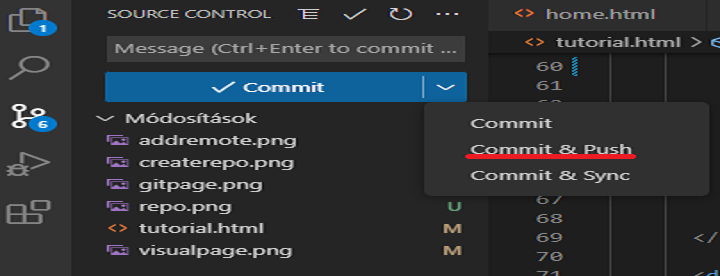 SOURCE CONTROL
Message (Ctrl+Enter to commit ...
Commit
Módosítások
addremote.png
createrepo.png
gitpage.png
repo.png U
tutorial.html M
visualpage.png M
1
6
home.html
tutorial.html >
60
61
Commit
Commit & Push
Commit & Sync
67
68
69 </
70
71 <d